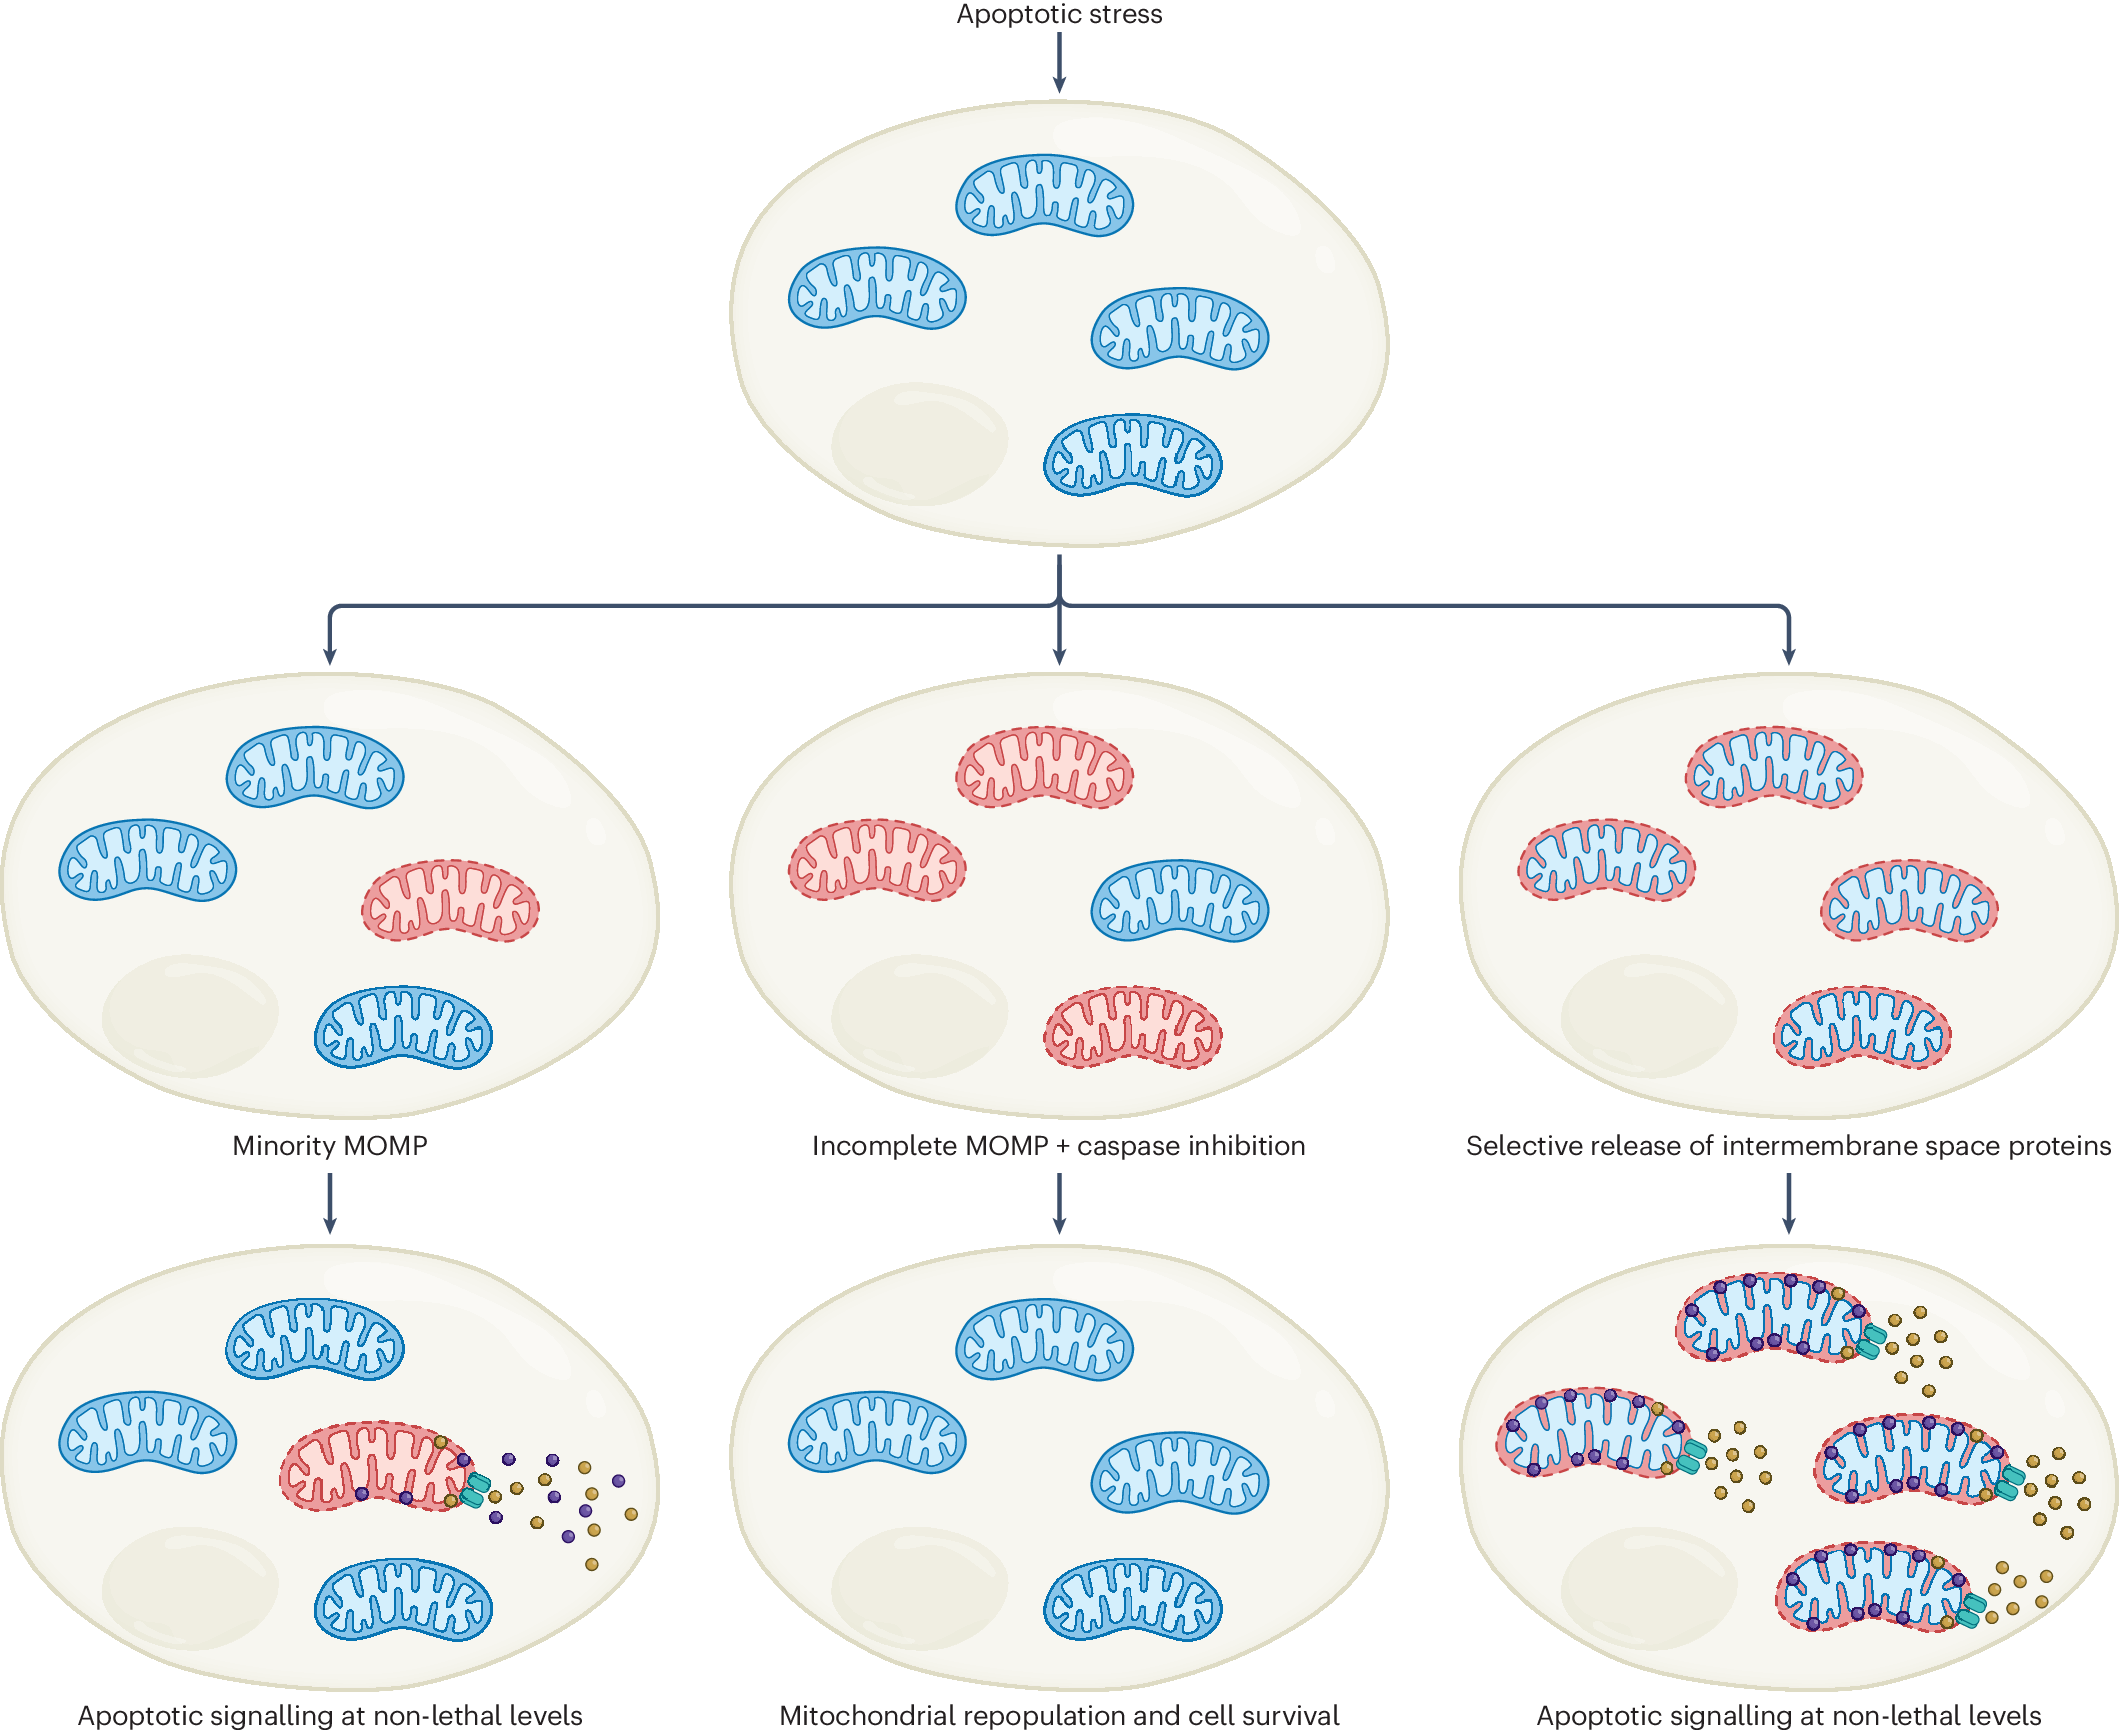 Apoptotic stress
Minority MOMP
Incomplete MOMP + caspase inhibition
Selective release of intermembrane space proteins
Apoptotic signalling at non-lethal levels
Mitochondrial repopulation and cell survival
Apoptotic signalling at non-lethal levels